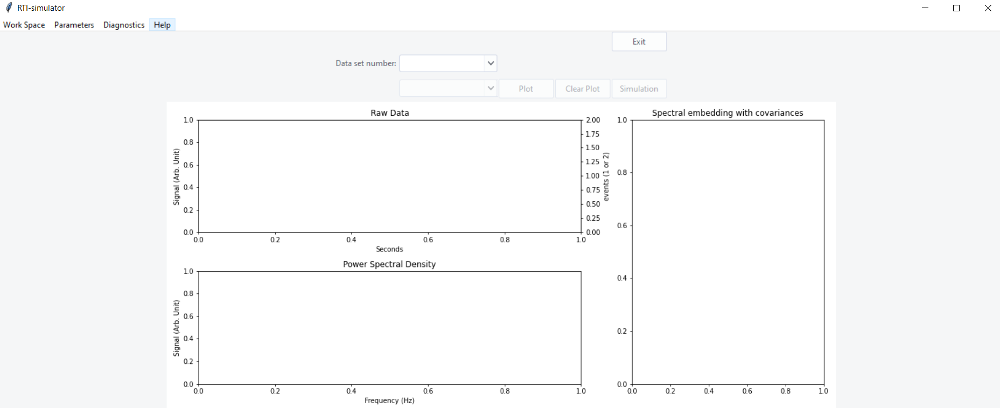 RTI-simulator
Work Space Parameters Diagnostics Help
Exit
Data set number:
Plot Clear Plot Simulation
Raw Data
1.0
0.8
0.6
0.4
0.2
0.0
Signal (Arb. Unit)
0.0 0.2 0.4 0.6 0.8 1.0
Seconds
2.00
1.75
1.50
1.25
1.00
0.75
0.50
0.25
0.00
events (1 or 2)
Power Spectral Density
1.0
0.8
0.6
0.4
0.2
0.0
Signal (Arb. Unit)
0.0 0.2 0.4 0.6 0.8 1.0
Frequency (Hz)
Spectral embedding with covariances
1.0
0.8
0.6
0.4
0.2
0.0
0.0 0.2 0.4 0.6 0.8 1.0